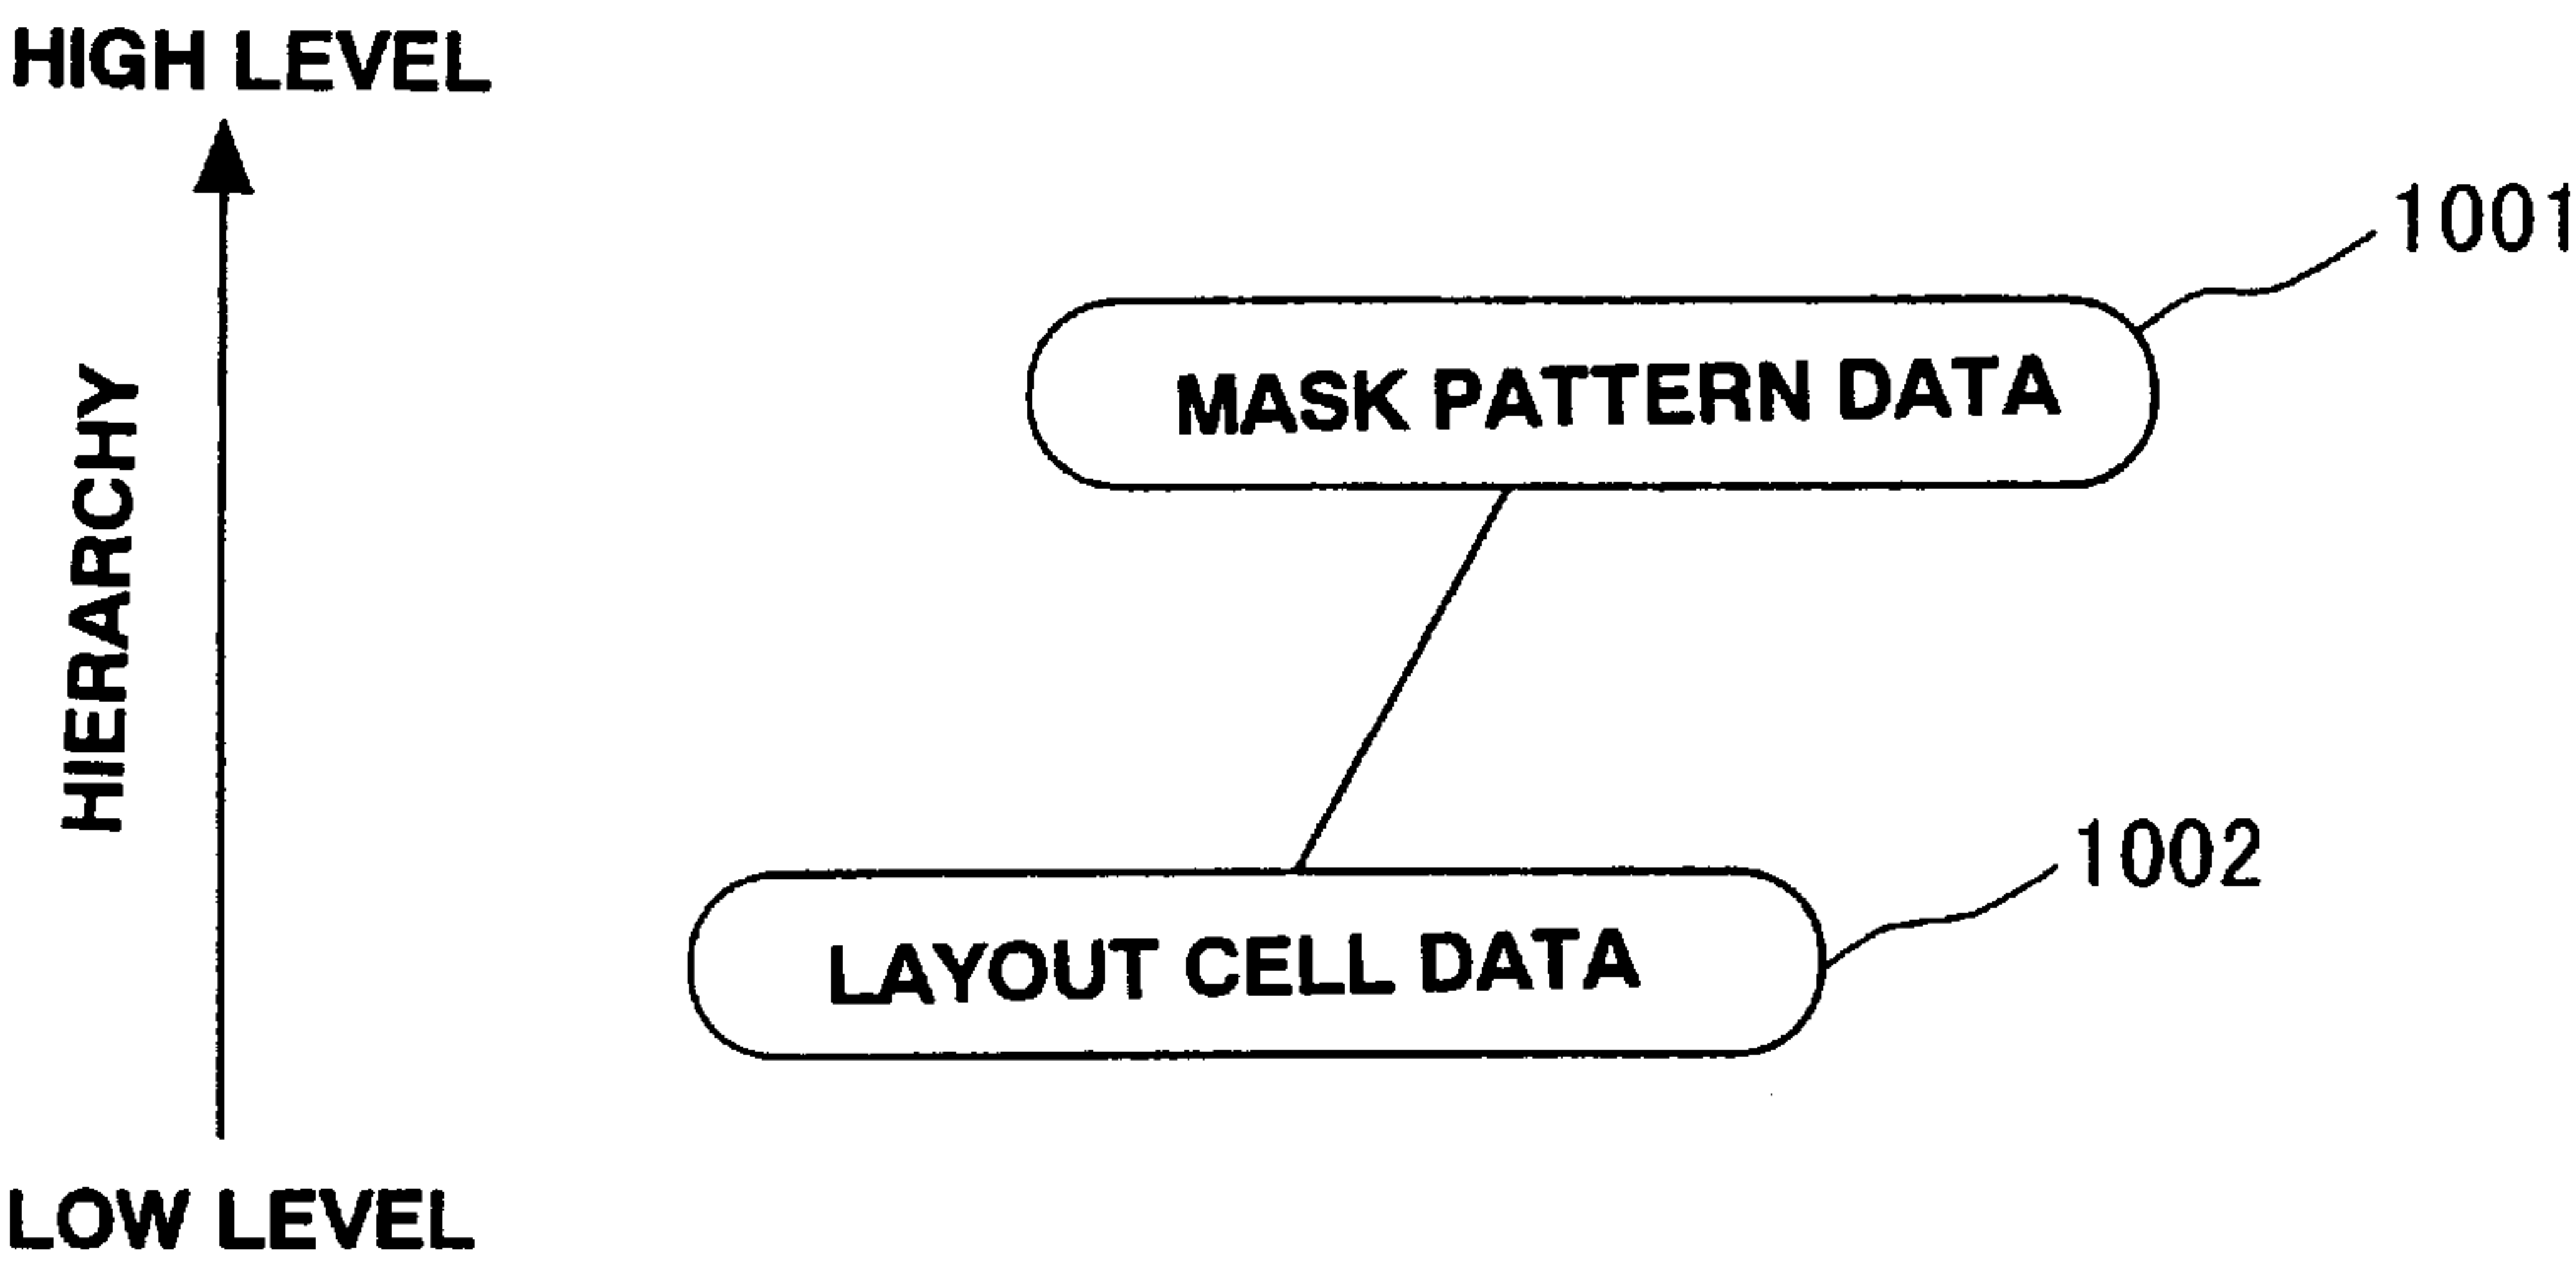 HIGH LEVEL
1001
MASK PATTERN DATA
HIERARCHY
1002
LAYOUT CELL DATA
LOW LEVEL